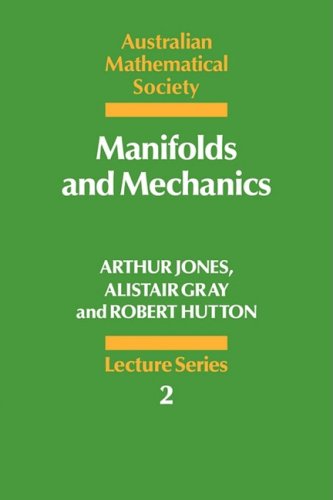 Australian
Mathematical
Society
Manifolds
and Mechanics
ARTHUR JONES,
ALISTAIR GRAY
and ROBERT HUTTON
Lecture Series
2